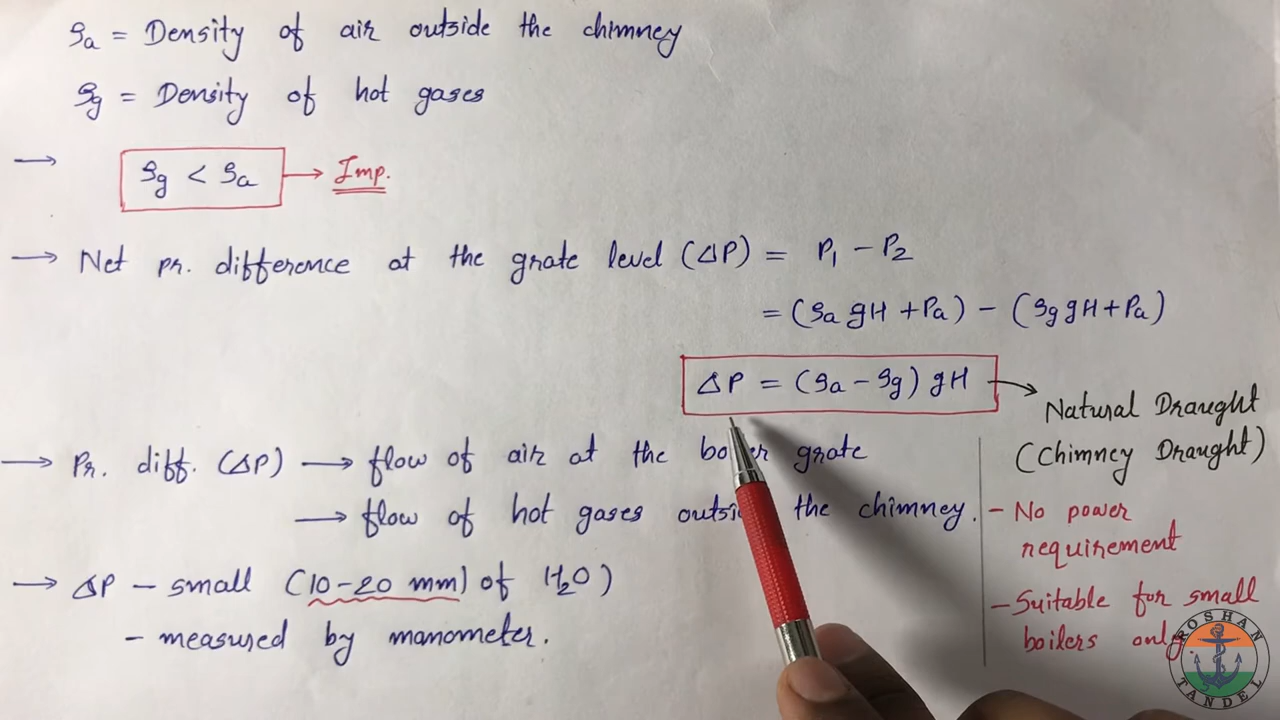 ρa = Density of air outside the chimney
ρg = Density of hot gases
→ ρg < ρa → Imp.
→ Net pr. difference at the grate level (ΔP) = P1 - P2
= (ρa gH + Pa) - (ρg gH + Pa)
ΔP = (ρa - ρg) gH → Natural Draught
(Chimney Draught)
→ Pr. diff. (ΔP) → flow of air at the boiler grate
→ flow of hot gases outside the chimney.
- No power
requirement
→ ΔP - small (10-20 mm) of H2O)
- measured by manometer.
- Suitable for small
boilers only.
ROSHAN
TANDEL